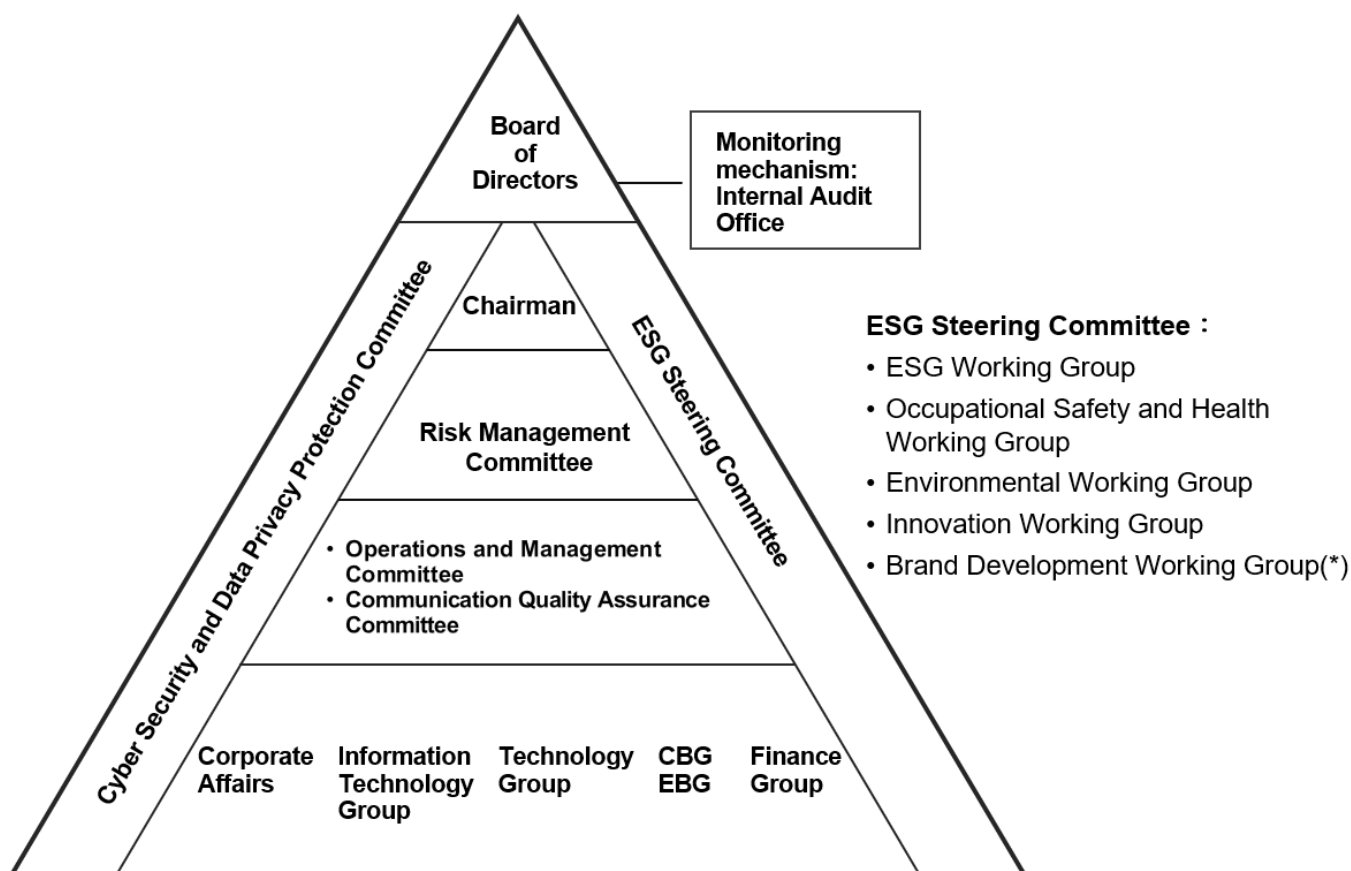 Board
of
Directors
Monitoring
mechanism:
Internal Audit
Office
Cyber Security and Data Privacy Protection Committee
Chairman
ESG Steering Committee
Risk Management
Committee
• Operations and Management
Committee
• Communication Quality Assurance
Committee
Corporate
Affairs
Information
Technology
Group
Technology
Group
CBG
EBG
Finance
Group
ESG Steering Committee：
• ESG Working Group
• Occupational Safety and Health
Working Group
• Environmental Working Group
• Innovation Working Group
• Brand Development Working Group(*)